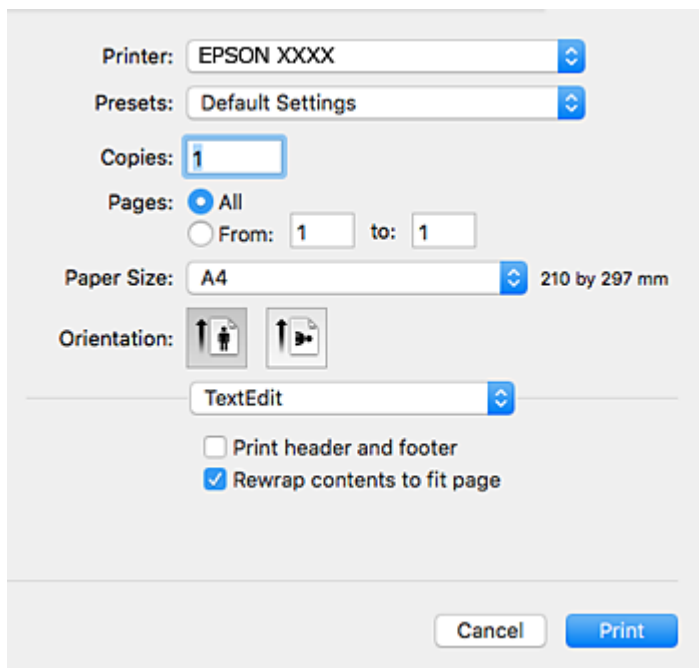 Printer: EPSON XXXX
Presets: Default Settings
Copies: 1
Pages: All
From: 1 to: 1
Paper Size: A4 210 by 297 mm
Orientation:
TextEdit
Print header and footer
Rewrap contents to fit page
Cancel Print